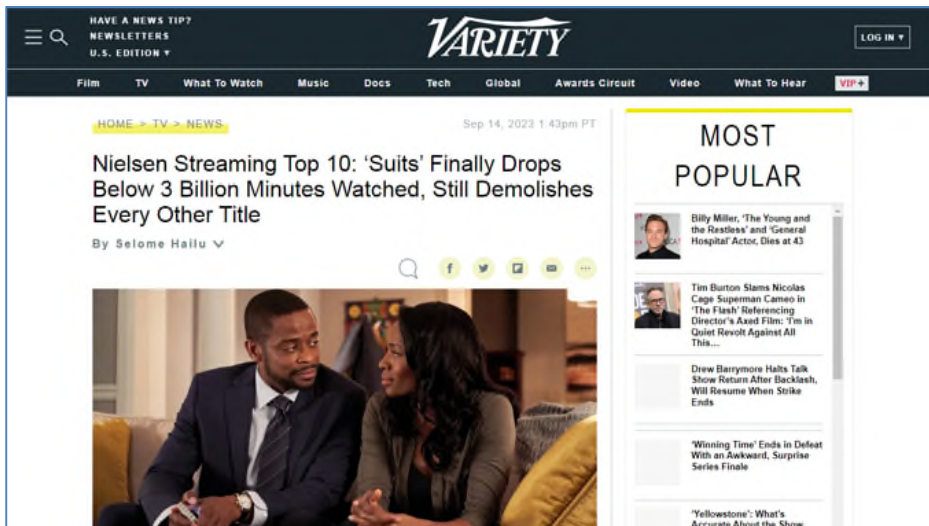 HAVE A NEWS TIP?
NEWSLETTERS
U.S. EDITION ▾
VARIETY
LOG IN ▾
Film TV What To Watch Music Docs Tech Global Awards Circuit Video What To Hear VIP+
HOME > TV > NEWS
Sep 14, 2023 1:43pm PT
Nielsen Streaming Top 10: ‘Suits’ Finally Drops
Below 3 Billion Minutes Watched, Still Demolishes
Every Other Title
By Selome Hailu
MOST
POPULAR
Billy Miller, ‘The Young and
the Restless’ and ‘General
Hospital’ Actor, Dies at 43
Tim Burton Slams Nicolas
Cage Superman Cameo in
‘The Flash’ Referencing
Director’s Axed Film: ‘I’m in
Quiet Revolt Against All
This…
Drew Barrymore Halts Talk
Show Return After Backlash,
Will Resume When Strike
Ends
‘Winning Time’ Ends in Defeat
With an Awkward, Surprise
Series Finale
‘Yellowstone’: What’s
Accurate About the Show